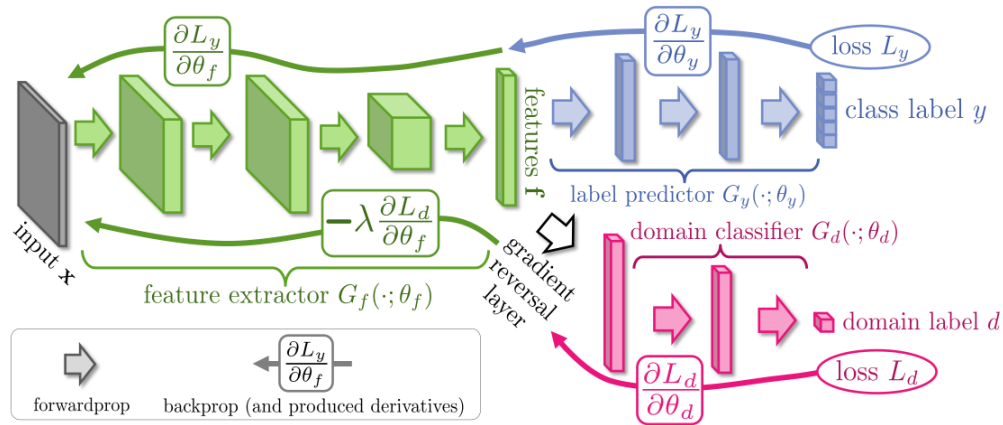 ∂L_y/∂θ_f
∂L_y/∂θ_y
loss L_y
features f
class label y
label predictor G_y(·;θ_y)
input x
−λ ∂L_d/∂θ_f
gradient
reversal
layer
domain classifier G_d(·;θ_d)
feature extractor G_f(·;θ_f)
domain label d
∂L_y/∂θ_f
∂L_d/∂θ_d
loss L_d
forwardprop
backprop (and produced derivatives)